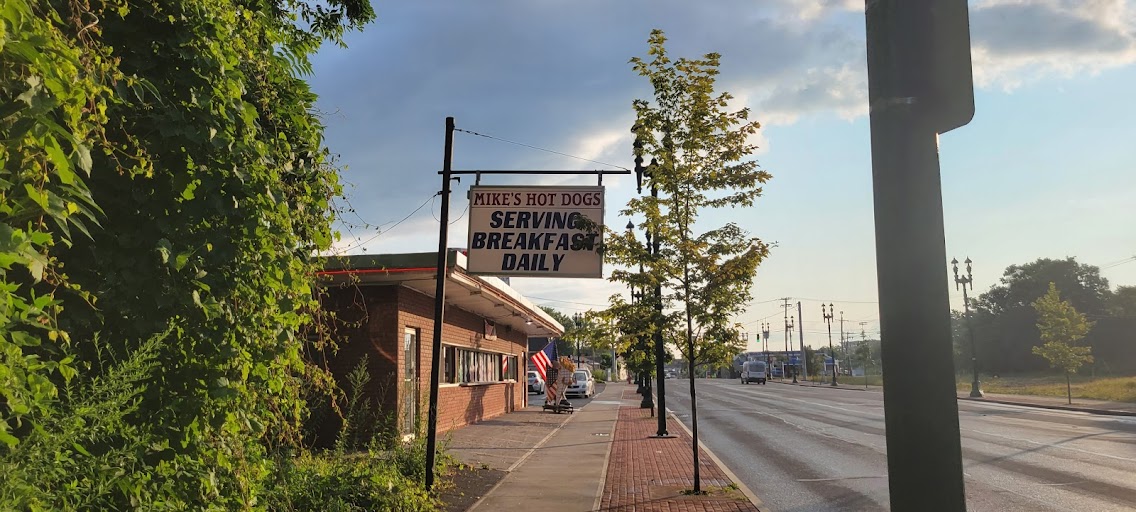 MIKE'S HOT DOGS
SERVING
BREAKFAST
DAILY